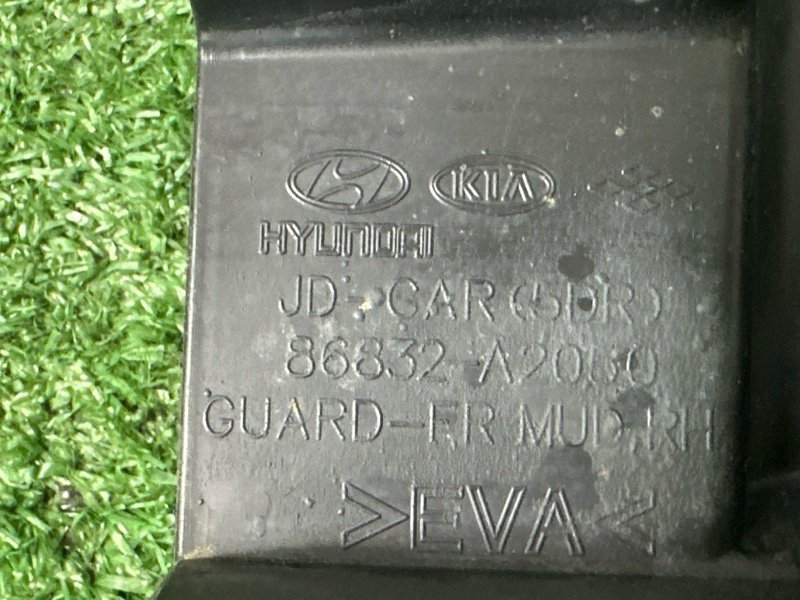 KIA
HYUNDAI
JD-CAR(5DR)
86832-A2000
GUARD-FR MUD,RH
>EVA<